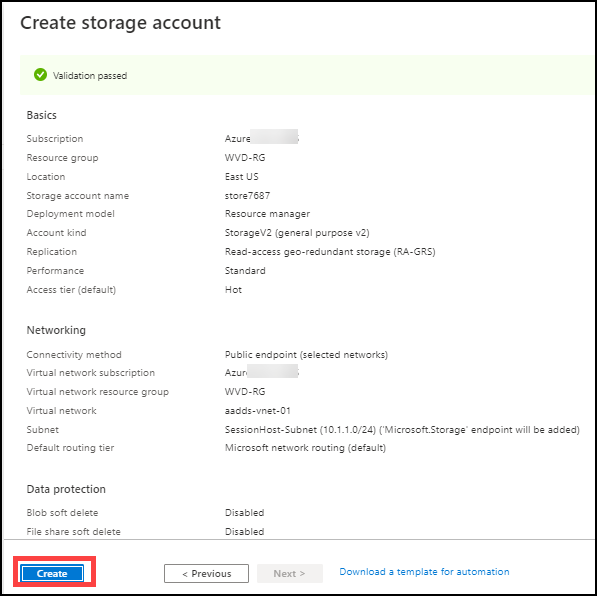 Create storage account
Validation passed
Basics
Subscription Azure
Resource group WVD-RG
Location East US
Storage account name store7687
Deployment model Resource manager
Account kind StorageV2 (general purpose v2)
Replication Read-access geo-redundant storage (RA-GRS)
Performance Standard
Access tier (default) Hot
Networking
Connectivity method Public endpoint (selected networks)
Virtual network subscription Azure
Virtual network resource group WVD-RG
Virtual network aadds-vnet-01
Subnet SessionHost-Subnet (10.1.1.0/24) ('Microsoft.Storage' endpoint will be added)
Default routing tier Microsoft network routing (default)
Data protection
Blob soft delete Disabled
File share soft delete Disabled
Create < Previous Next > Download a template for automation